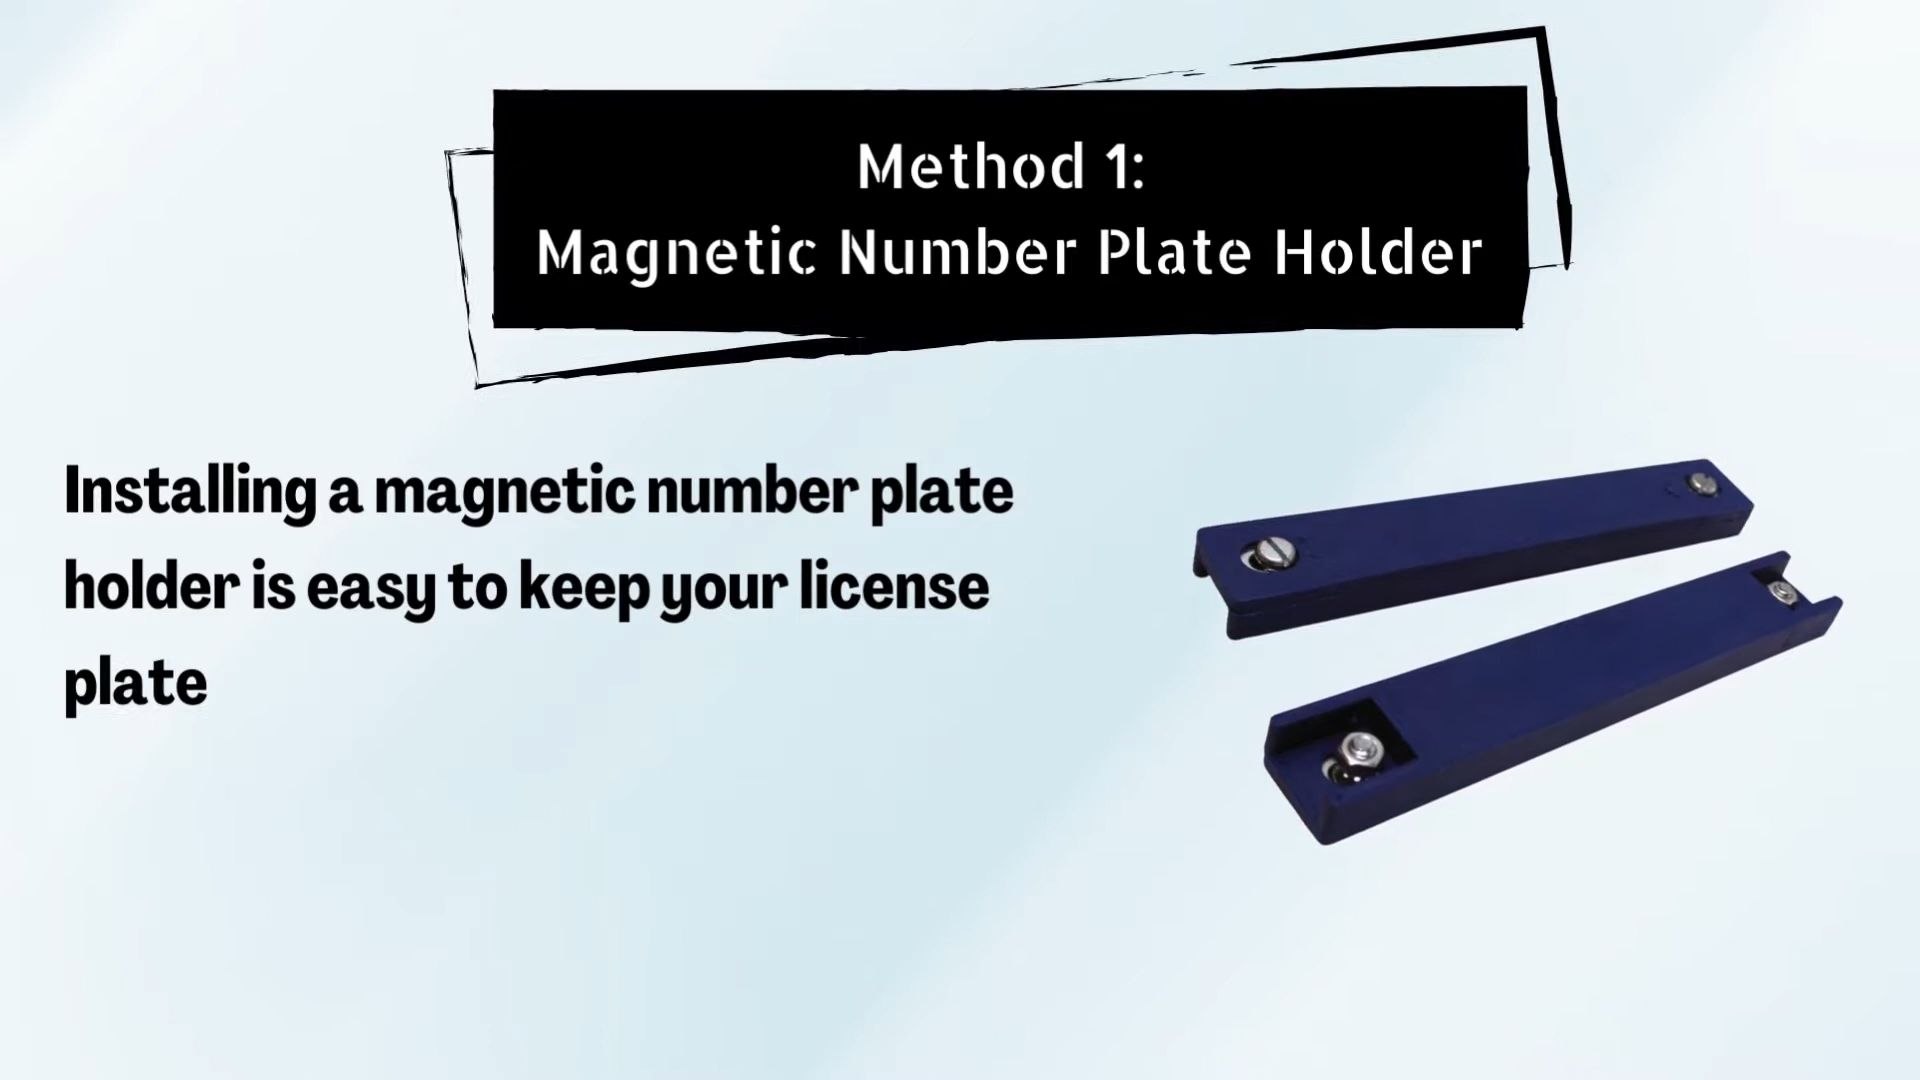 Method 1:
Magnetic Number Plate Holder
Installing a magnetic number plate
holder is easy to keep your license
plate